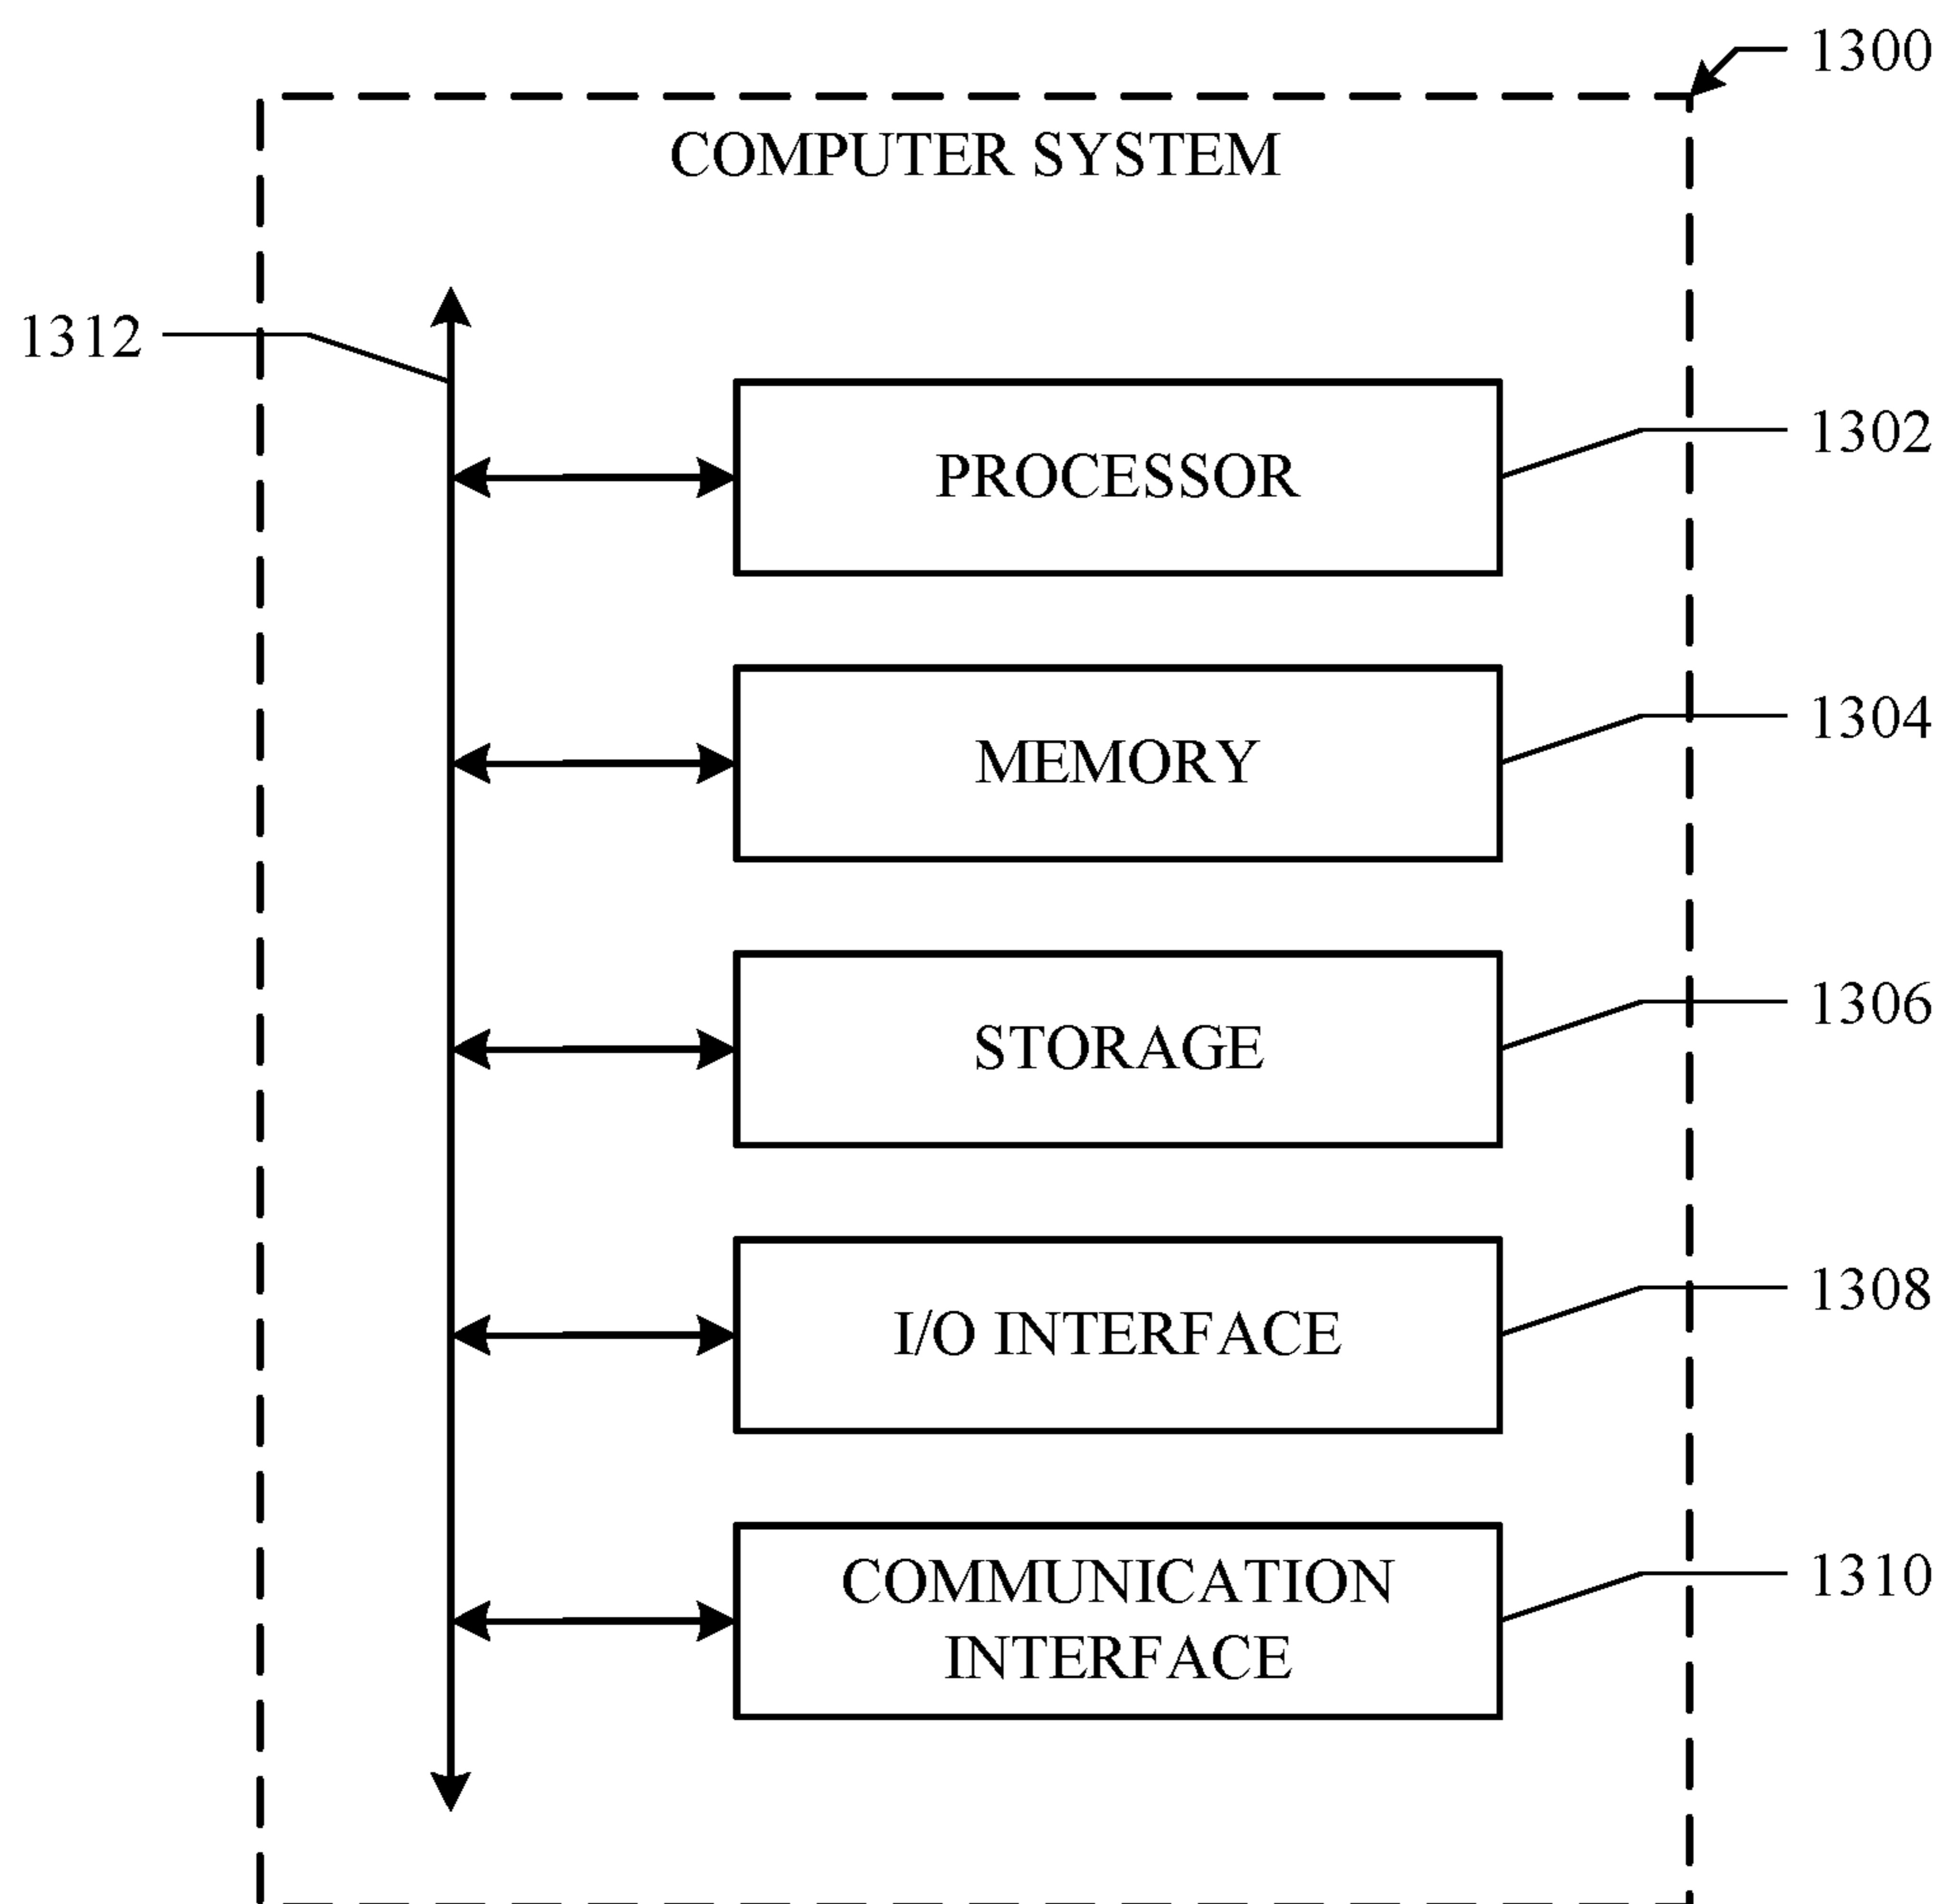 1300
COMPUTER SYSTEM
1312
PROCESSOR
1302
MEMORY
1304
STORAGE
1306
I/O INTERFACE
1308
COMMUNICATION
INTERFACE
1310